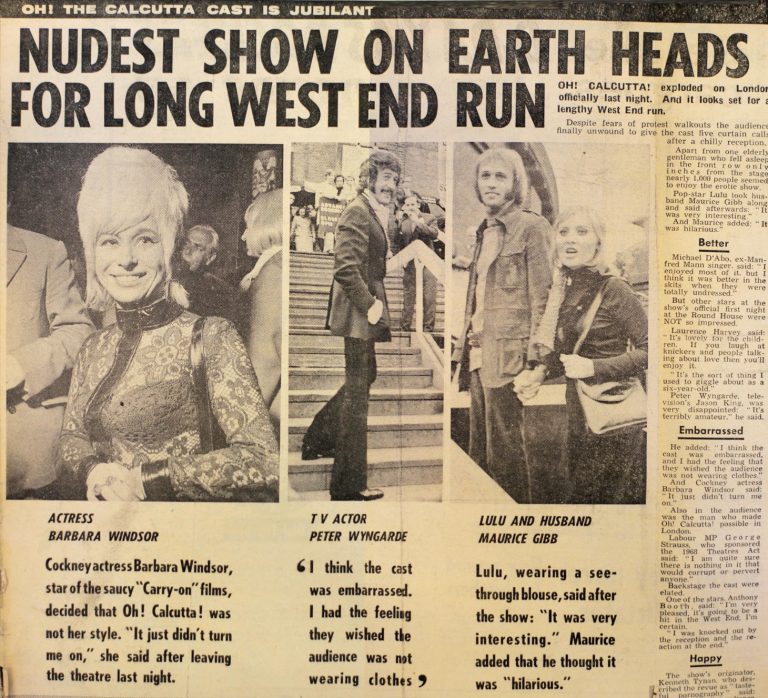 OH! THE CALCUTTA CAST IS JUBILANT
NUDEST SHOW ON EARTH HEADS
FOR LONG WEST END RUN
OH! CALCUTTA! exploded on London
officially last night. And it looks set for a
lengthy West End run.
Despite fears of protest walkouts the audience
finally unwound to give the cast five curtain calls
after a chilly reception.
Apart from one elderly
gentleman who fell asleep
in the front row only
inches from the stage
nearly 1,000 people seemed
to enjoy the erotic show.
Pop-star Lulu took hus-
band Maurice Gibb along
and said afterwards: "It
was very interesting."
And Maurice added: "It
was hilarious."
Better
Michael D'Abo, ex-Man-
fred Mann singer, said: "I
enjoyed most of it, but I
think it was better in the
skits when they were
totally undressed."
But other stars at the
show's official first night
at the Round House were
NOT so impressed.
Laurence Harvey said:
"It's lovely for the child-
ren. If you laugh at
knickers and people talk-
ing about love then you'll
enjoy it.
"It's the sort of thing I
used to giggle about as a
six-year-old."
Peter Wyngarde, tele-
vision's Jason King, was
very disappointed: "It's
terribly amateur," he said.
Embarrassed
He added: "I think the
cast was embarrassed,
and I had the feeling that
they wished the audience
was not wearing clothes."
And Cockney actress
Barbara Windsor said:
"It just didn't turn me
on."
Also in the audience
was the man who made
Oh! Calcutta! possible in
London.
Labour MP George
Strauss, who sponsored
the 1968 Theatres Act
said: "I am quite sure
there is nothing in it that
would corrupt or pervert
anyone."
Backstage the cast were
elated.
One of the stars, Anthony
Booth, said: "I'm very
pleased, it's going to be a
hit in the West End, I'm
certain.
"I was knocked out by
the reception and the re-
action at the end."
Happy
The show's originator,
Kenneth Tynan, who des-
cribed the revue as "taste-
ful pornography" said:
ACTRESS
BARBARA WINDSOR
Cockney actress Barbara Windsor,
star of the saucy "Carry-on" films,
decided that Oh! Calcutta! was
not her style. "It just didn't turn
me on," she said after leaving
the theatre last night.
TV ACTOR
PETER WYNGARDE
‘I think the cast
was embarrassed.
I had the feeling
they wished the
audience was not
wearing clothes’
LULU AND HUSBAND
MAURICE GIBB
Lulu, wearing a see-
through blouse, said after
the show: "It was very
interesting." Maurice
added that he thought it
was "hilarious."